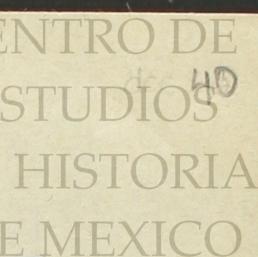 ENTRO DE
40
STUDIOS
HISTORIA
E MEXICO